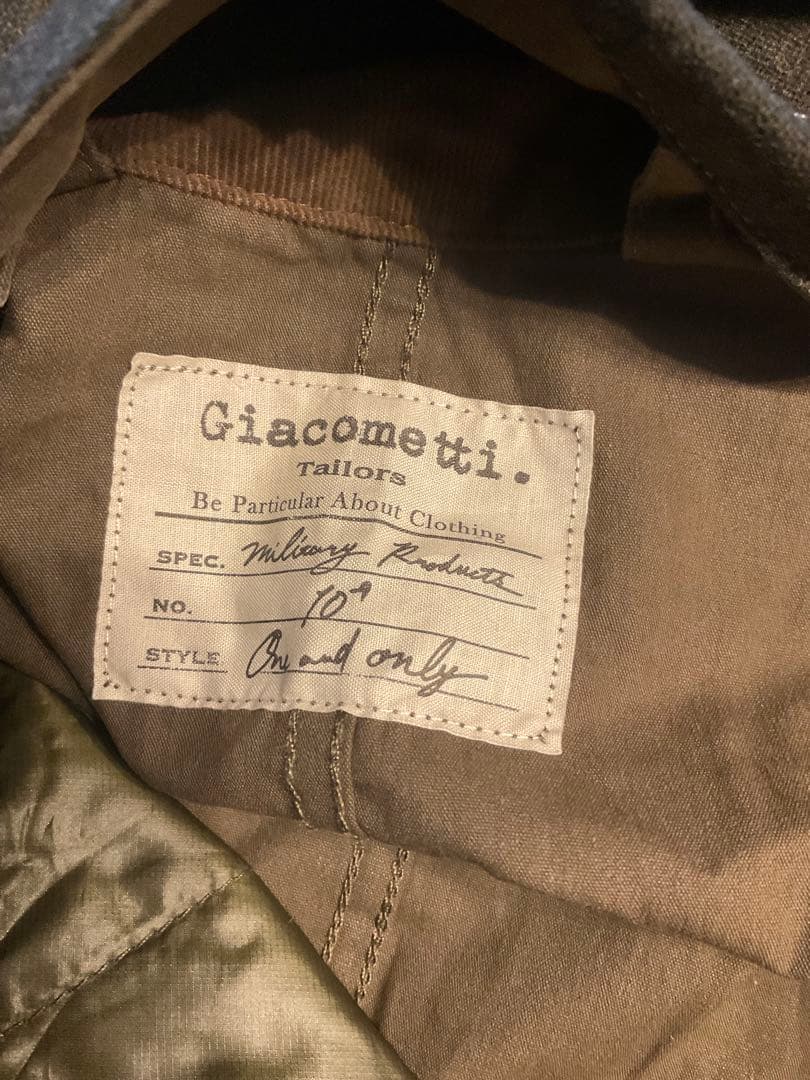 Giacometti.
Tailors
Be Particular About Clothing
SPEC. Military Products
NO. 10
STYLE One and only